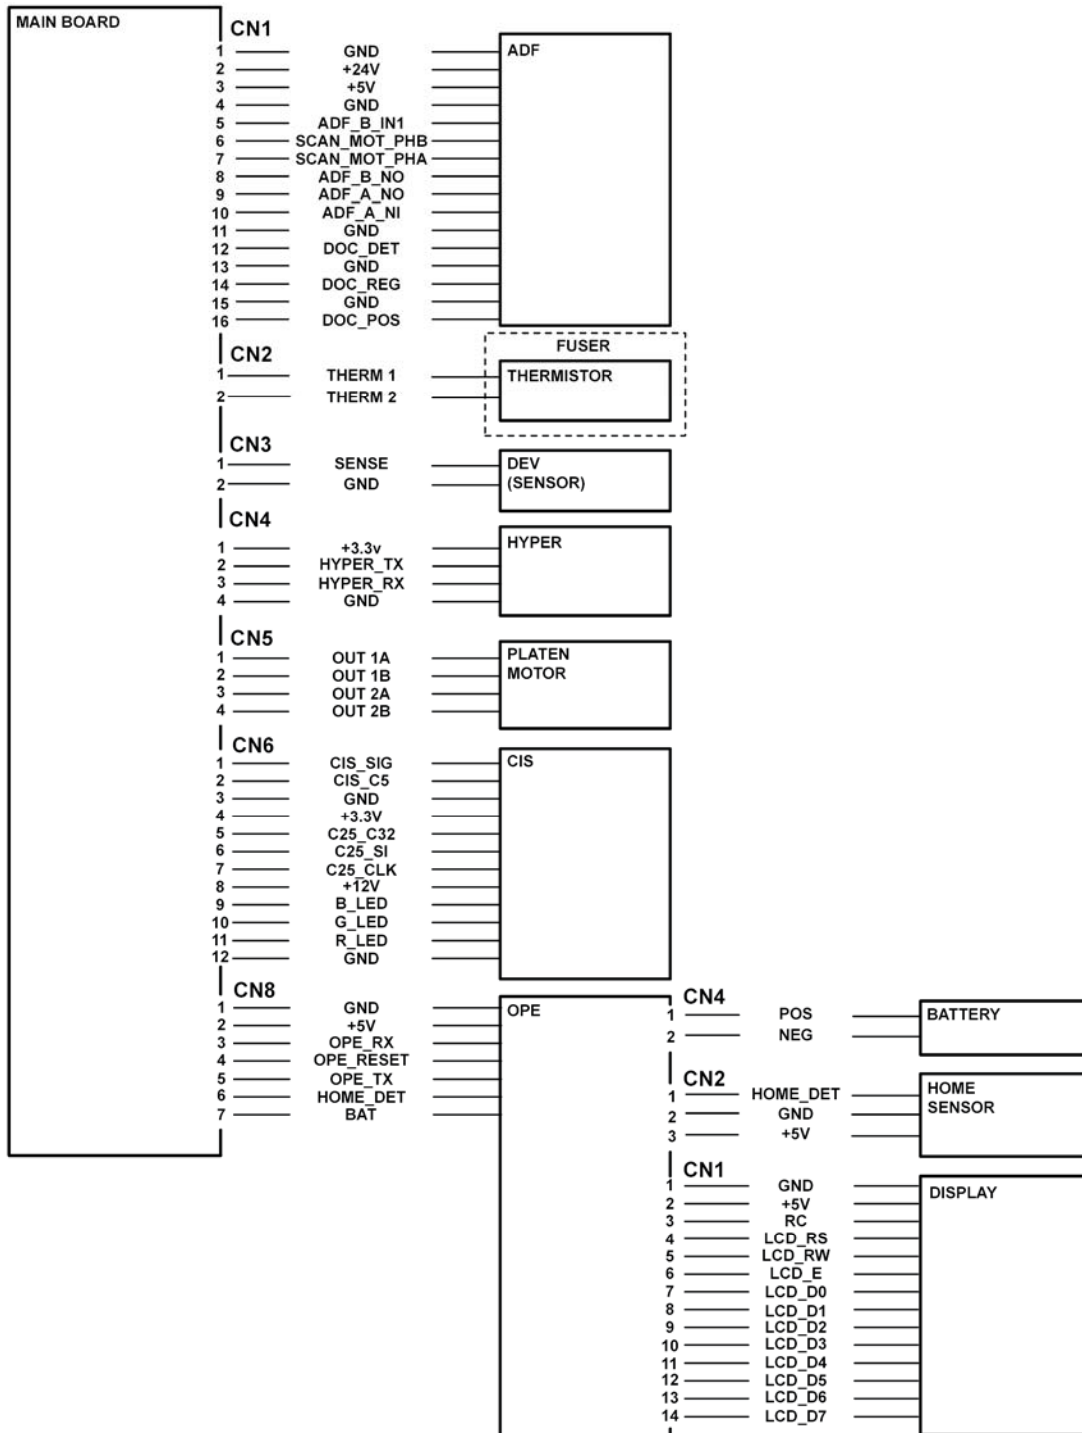 MAIN BOARD
CN1
1 GND ADF
2 +24V
3 +5V
4 GND
5 ADF_B_IN1
6 SCAN_MOT_PHB
7 SCAN_MOT_PHA
8 ADF_B_NO
9 ADF_A_NO
10 ADF_A_NI
11 GND
12 DOC_DET
13 GND
14 DOC_REG
15 GND
16 DOC_POS
FUSER
CN2
1 THERM 1 THERMISTOR
2 THERM 2
CN3
1 SENSE DEV
2 GND (SENSOR)
CN4
1 +3.3v HYPER
2 HYPER_TX
3 HYPER_RX
4 GND
CN5
1 OUT 1A PLATEN
2 OUT 1B MOTOR
3 OUT 2A
4 OUT 2B
CN6
1 CIS_SIG CIS
2 CIS_C5
3 GND
4 +3.3V
5 C25_C32
6 C25_SI
7 C25_CLK
8 +12V
9 B_LED
10 G_LED
11 R_LED
12 GND
CN8
1 GND OPE
2 +5V
3 OPE_RX
4 OPE_RESET
5 OPE_TX
6 HOME_DET
7 BAT
CN4
1 POS BATTERY
2 NEG
CN2
1 HOME_DET HOME
2 GND SENSOR
3 +5V
CN1
1 GND DISPLAY
2 +5V
3 RC
4 LCD_RS
5 LCD_RW
6 LCD_E
7 LCD_D0
8 LCD_D1
9 LCD_D2
10 LCD_D3
11 LCD_D4
12 LCD_D5
13 LCD_D6
14 LCD_D7